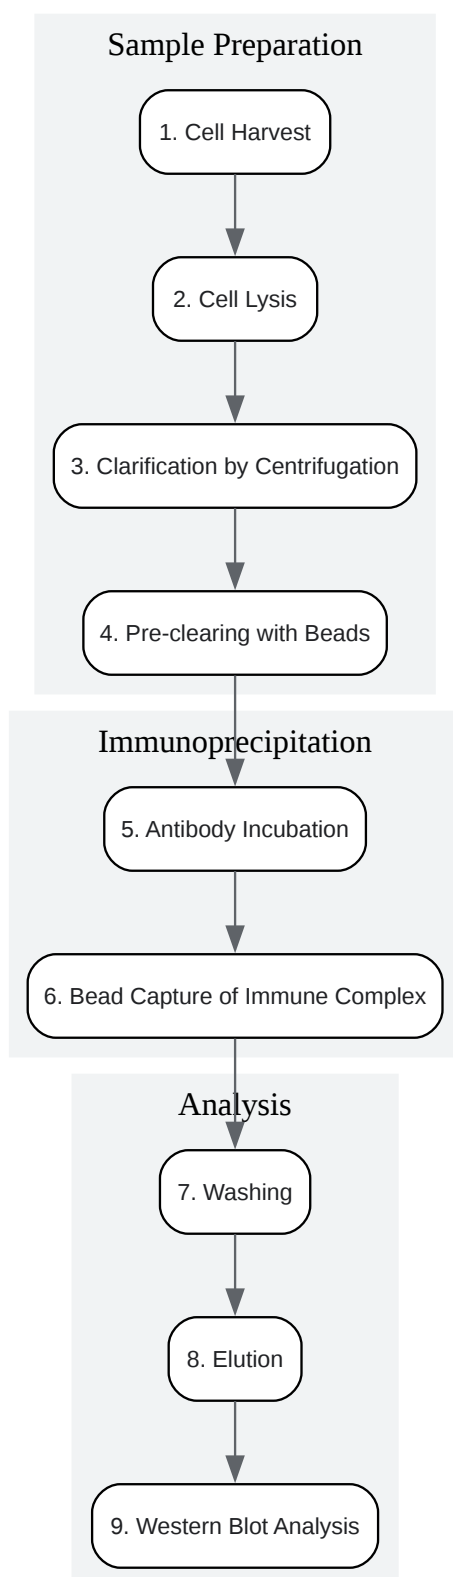 Sample Preparation
1. Cell Harvest
2. Cell Lysis
3. Clarification by Centrifugation
4. Pre-clearing with Beads
Immunoprecipitation
5. Antibody Incubation
6. Bead Capture of Immune Complex
Analysis
7. Washing
8. Elution
9. Western Blot Analysis